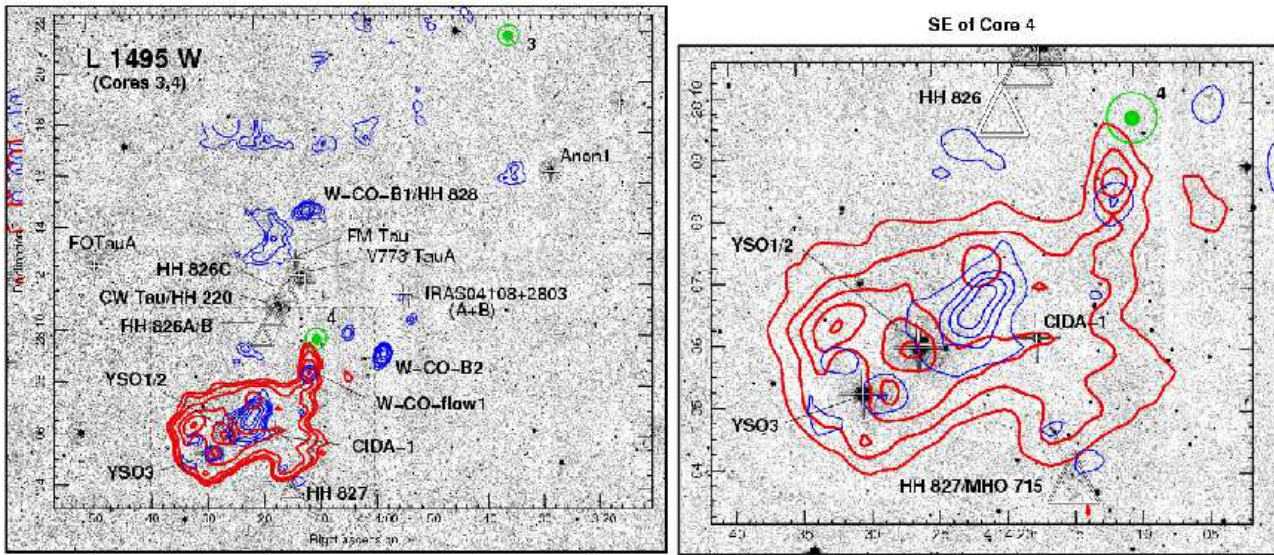 L 1495 W
(Cores 3,4)
3
Anon1
W-CO-B1/HH 828
FOTauA
FM Tau
V773 TauA
HH 826C
CW Tau/HH 220
IRAS04108+2803
(A+B)
HH 826A/B
4
W-CO-B2
YSO1/2
W-CO-flow1
CIDA-1
YSO3
HH 827
Right ascension
SE of Core 4
HH 826
4
YSO1/2
CIDA-1
YSO3
HH 827/MHO 715